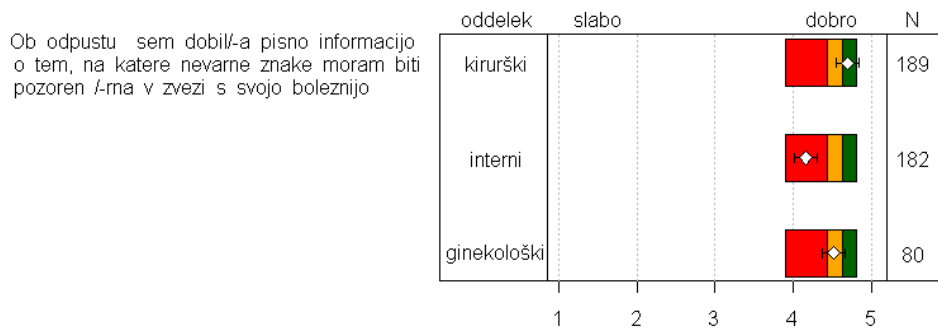 oddelek slabo dobro N
Ob odpustu sem dobil/-a pisno informacijo
o tem, na katere nevarne znake moram biti
pozoren /-rna v zvezi s svojo boleznijo
kirurški 189
interni 182
ginekološki 80
1 2 3 4 5